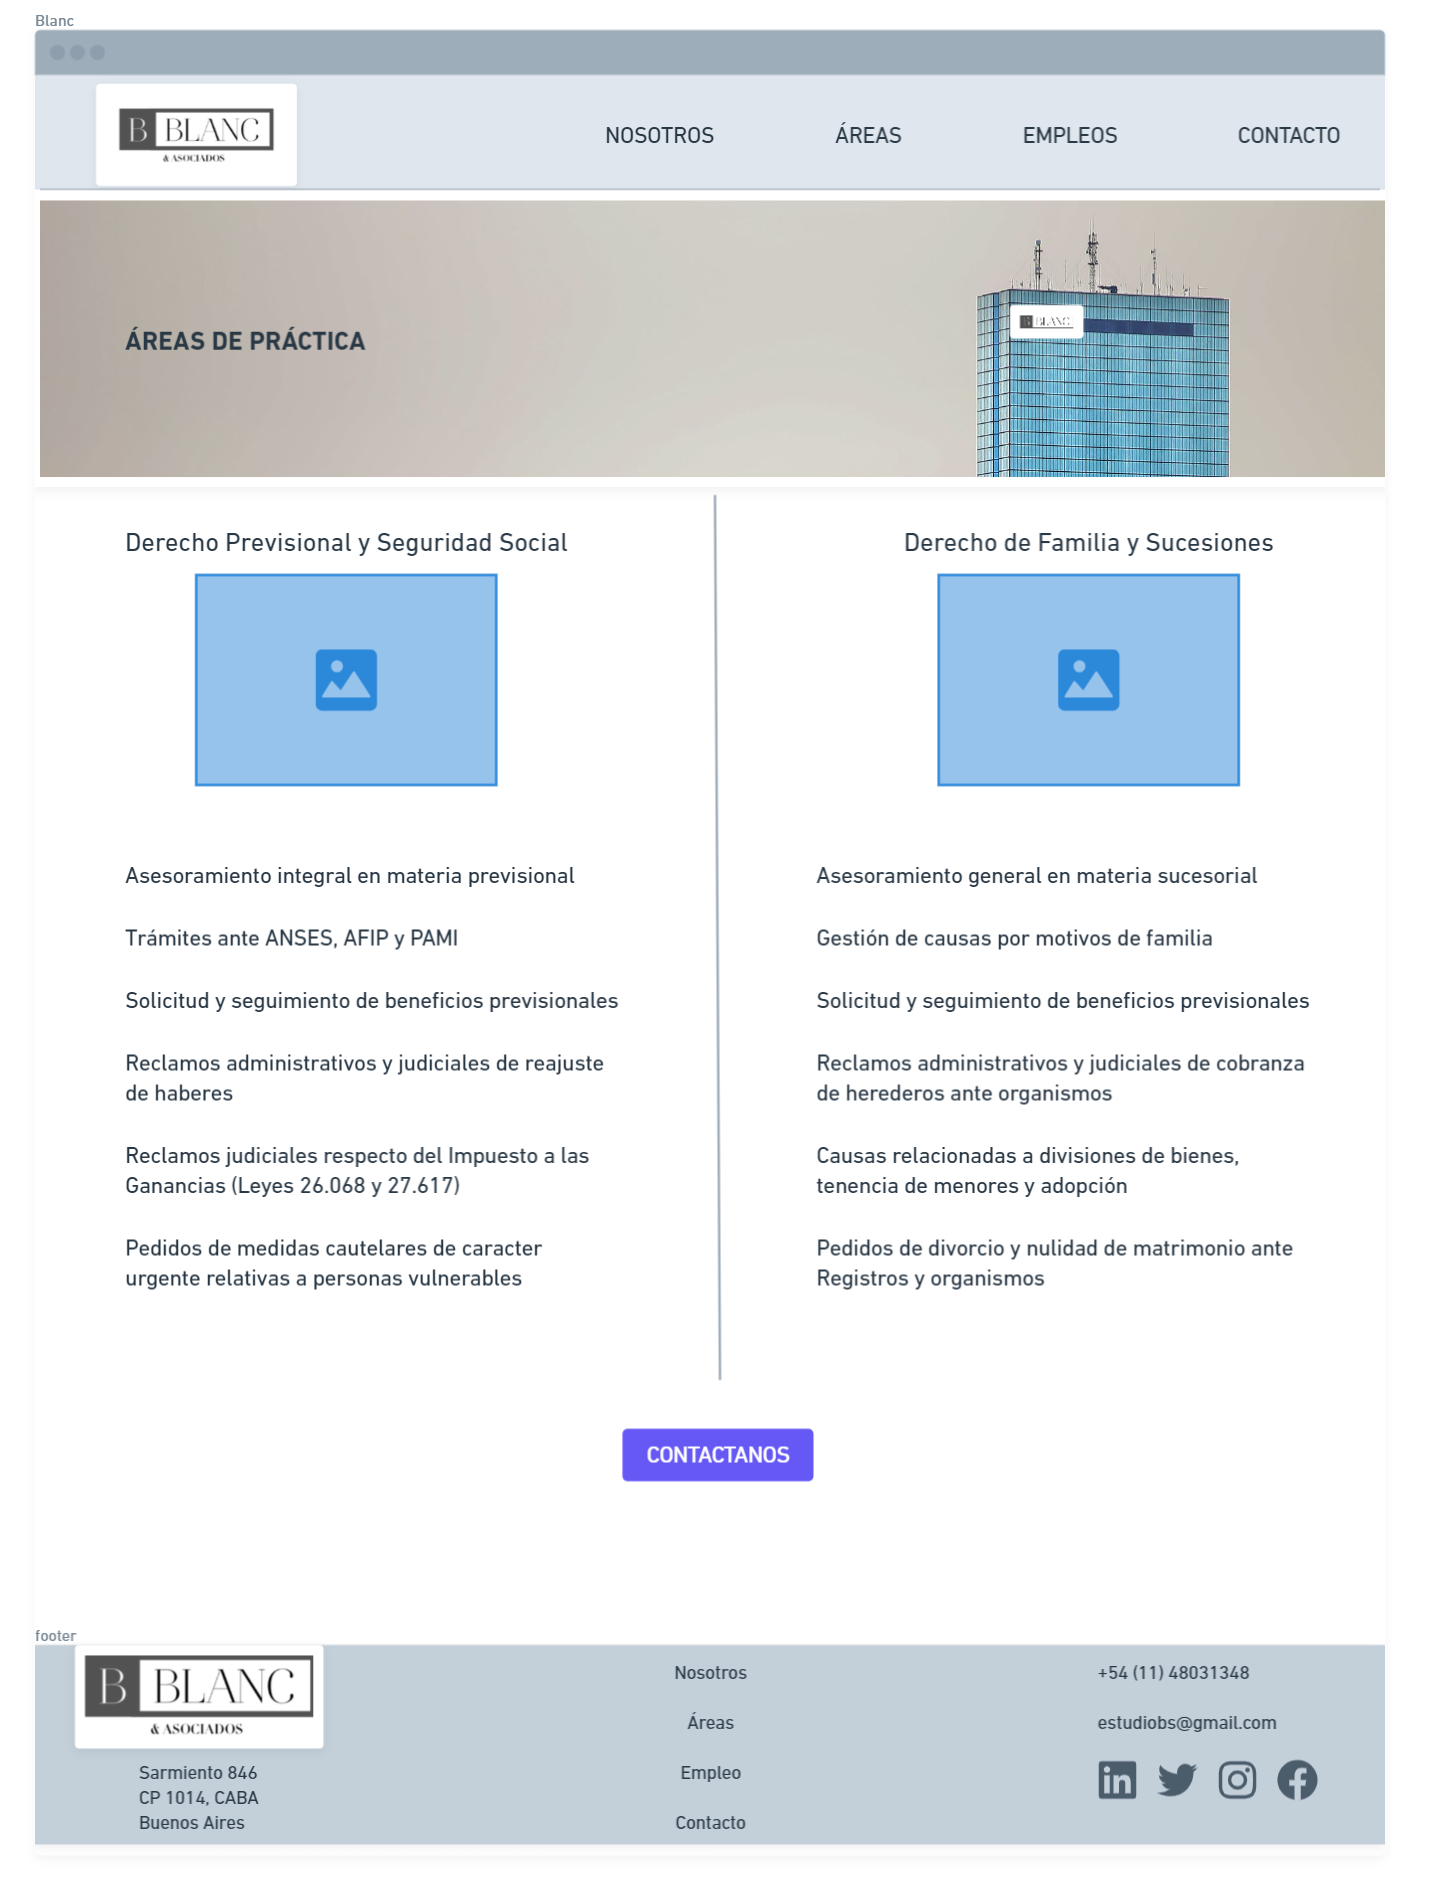 Blanc
B BLANC
& ASOCIADOS
NOSOTROS
ÁREAS
EMPLEOS
CONTACTO
ÁREAS DE PRÁCTICA
B BLANC
Derecho Previsional y Seguridad Social
Asesoramiento integral en materia previsional
Trámites ante ANSES, AFIP y PAMI
Solicitud y seguimiento de beneficios previsionales
Reclamos administrativos y judiciales de reajuste
de haberes
Reclamos judiciales respecto del Impuesto a las
Ganancias (Leyes 26.068 y 27.617)
Pedidos de medidas cautelares de caracter
urgente relativas a personas vulnerables
Derecho de Familia y Sucesiones
Asesoramiento general en materia sucesorial
Gestión de causas por motivos de familia
Solicitud y seguimiento de beneficios previsionales
Reclamos administrativos y judiciales de cobranza
de herederos ante organismos
Causas relacionadas a divisiones de bienes,
tenencia de menores y adopción
Pedidos de divorcio y nulidad de matrimonio ante
Registros y organismos
CONTACTANOS
footer
B BLANC
& ASOCIADOS
Sarmiento 846
CP 1014, CABA
Buenos Aires
Nosotros
Áreas
Empleo
Contacto
+54 (11) 48031348
estudiobs@gmail.com